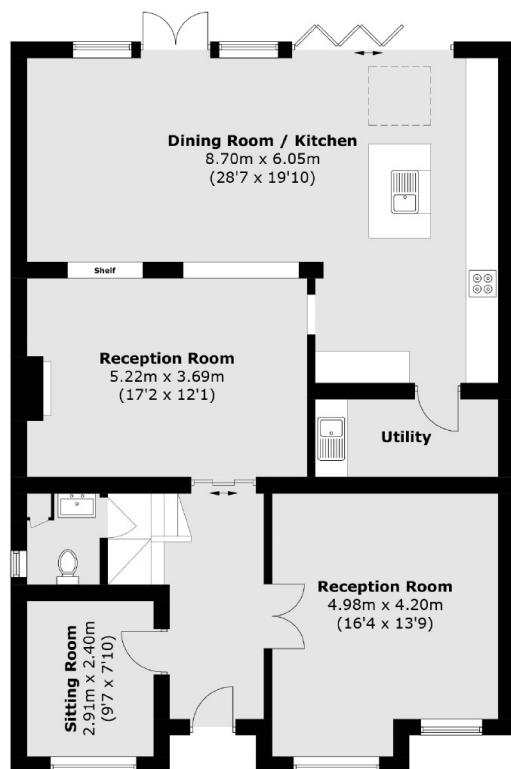 Dining Room / Kitchen
8.70m x 6.05m
(28'7 x 19'10)
Shelf
Reception Room
5.22m x 3.69m
(17'2 x 12'1)
Utility
Reception Room
4.98m x 4.20m
(16'4 x 13'9)
Sitting Room
2.91m x 2.40m
(9'7 x 7'10)